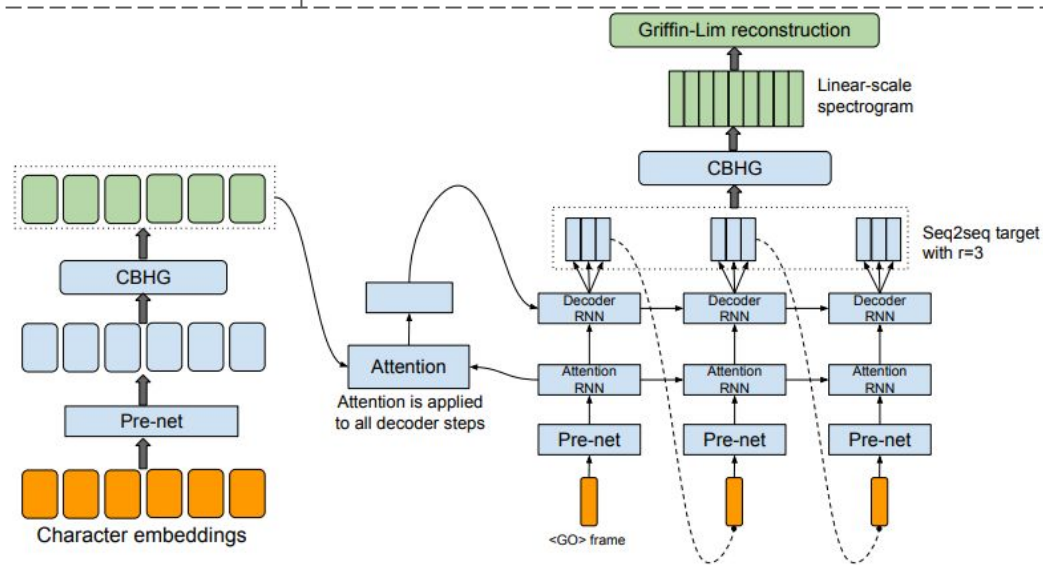 Griffin-Lim reconstruction
Linear-scale
spectrogram
CBHG
Seq2seq target
with r=3
CBHG
Decoder
RNN
Decoder
RNN
Decoder
RNN
Attention
Attention is applied
to all decoder steps
Attention
RNN
Attention
RNN
Attention
RNN
Pre-net
Pre-net
Pre-net
Pre-net
Character embeddings
<GO> frame